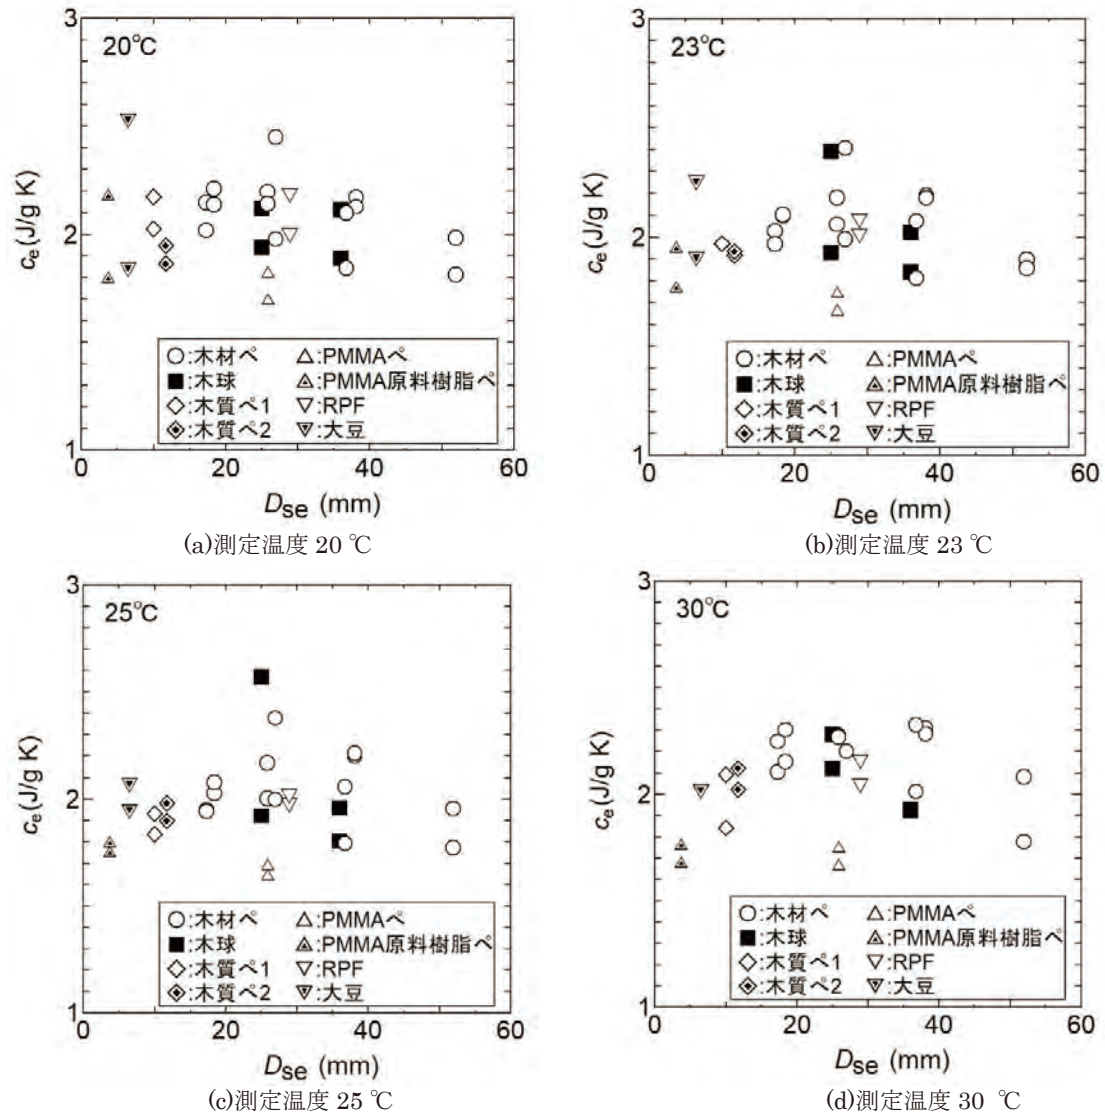 3
20℃
2
1
c_e (J/g K)
○:木材ペ △:PMMAペ
■:木球 △:PMMA原料樹脂ペ
◇:木質ペ1 ▽:RPF
◈:木質ペ2 ▽:大豆
0 20 40 60
D_se (mm)
(a)測定温度 20 ℃
3
23℃
2
1
c_e (J/g K)
○:木材ペ △:PMMAペ
■:木球 △:PMMA原料樹脂ペ
◇:木質ペ1 ▽:RPF
◈:木質ペ2 ▽:大豆
0 20 40 60
D_se (mm)
(b)測定温度 23 ℃
3
25℃
2
1
c_e (J/g K)
○:木材ペ △:PMMAペ
■:木球 △:PMMA原料樹脂ペ
◇:木質ペ1 ▽:RPF
◈:木質ペ2 ▽:大豆
0 20 40 60
D_se (mm)
(c)測定温度 25 ℃
3
30℃
2
1
c_e (J/g K)
○:木材ペ △:PMMAペ
■:木球 △:PMMA原料樹脂ペ
◇:木質ペ1 ▽:RPF
◈:木質ペ2 ▽:大豆
0 20 40 60
D_se (mm)
(d)測定温度 30 ℃